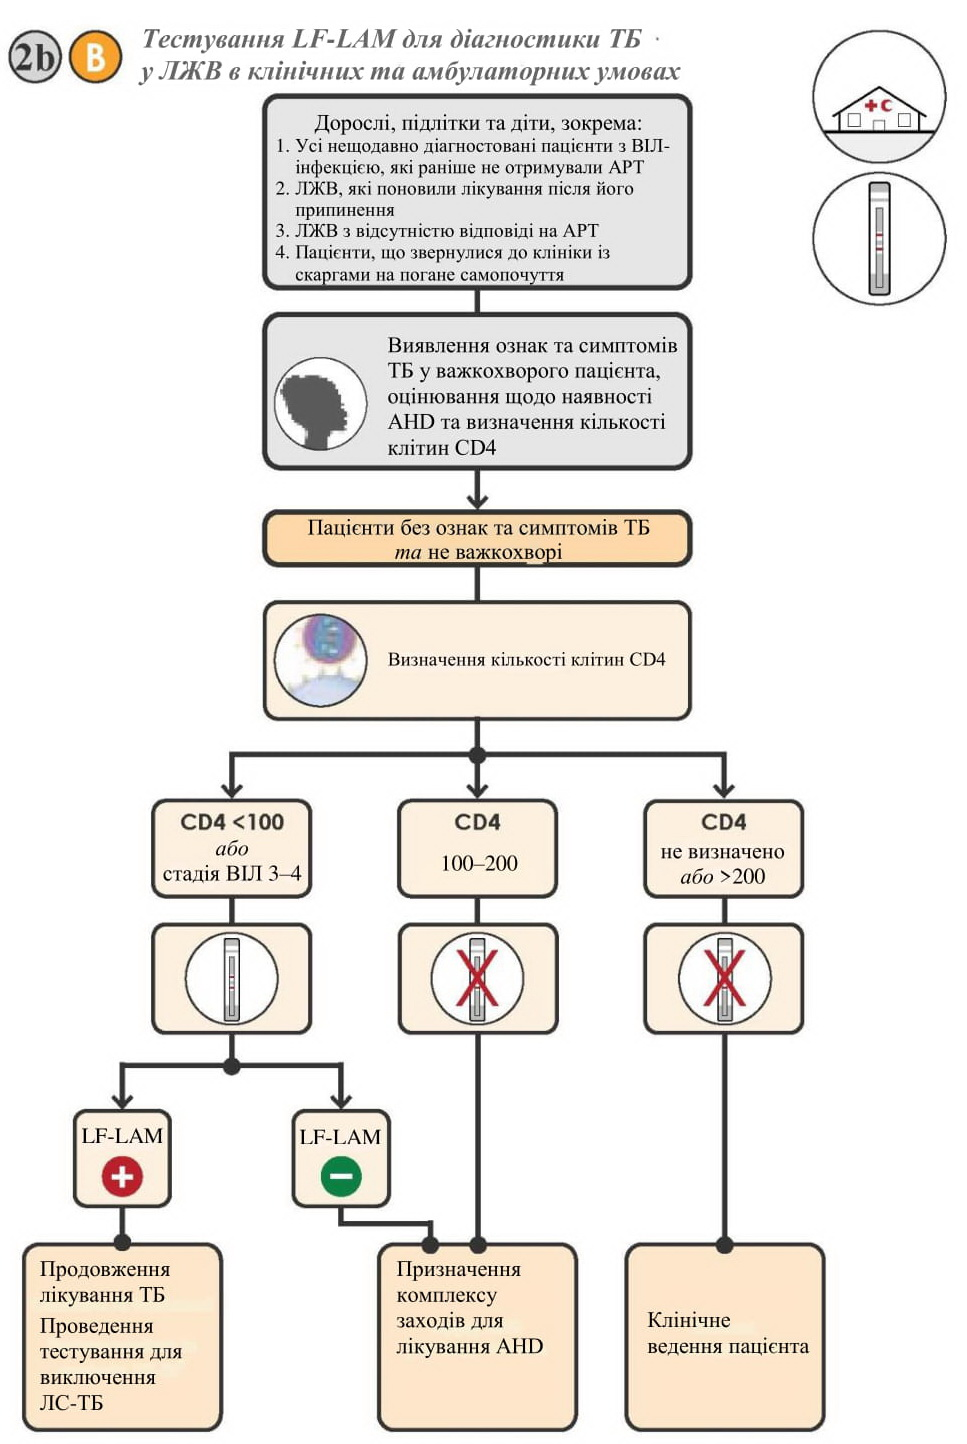 2b B
Тестування LF-LAM для діагностики ТБ
у ЛЖВ в клінічних та амбулаторних умовах
Дорослі, підлітки та діти, зокрема:
1. Усі нещодавно діагностовані пацієнти з ВІЛ-
інфекцією, які раніше не отримували АРТ
2. ЛЖВ, які поновили лікування після його
припинення
3. ЛЖВ з відсутністю відповіді на АРТ
4. Пацієнти, що звернулися до клініки із
скаргами на погане самопочуття
Виявлення ознак та симптомів
ТБ у важкохворого пацієнта,
оцінювання щодо наявності
AHD та визначення кількості
клітин CD4
Пацієнти без ознак та симптомів ТБ
та не важкохворі
Визначення кількості клітин CD4
CD4 <100
або
стадія ВІЛ 3–4
CD4
100–200
CD4
не визначено
або >200
LF-LAM
+
LF-LAM
−
Продовження
лікування ТБ
Проведення
тестування для
виключення
ЛС-ТБ
Призначення
комплексу
заходів для
лікування AHD
Клінічне
ведення пацієнта